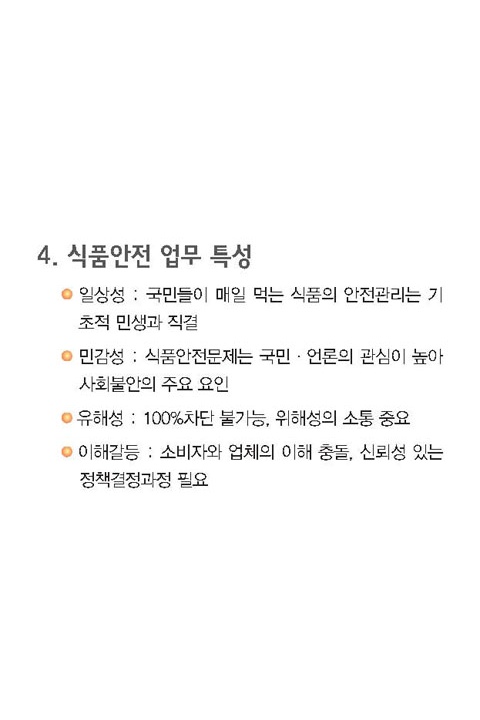 4. 식품안전 업무 특성
일상성 : 국민들이 매일 먹는 식품의 안전관리는 기
초적 민생과 직결
민감성 : 식품안전문제는 국민 · 언론의 관심이 높아
사회불안의 주요 요인
유해성 : 100%차단 불가능, 위해성의 소통 중요
이해갈등 : 소비자와 업체의 이해 충돌, 신뢰성 있는
정책결정과정 필요